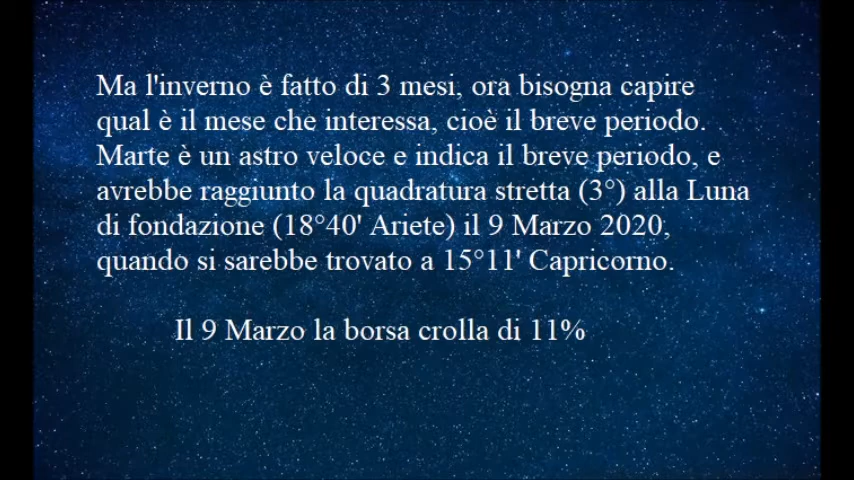 Ma l'inverno è fatto di 3 mesi, ora bisogna capire
qual è il mese che interessa, cioè il breve periodo.
Marte è un astro veloce e indica il breve periodo, e
avrebbe raggiunto la quadratura stretta (3°) alla Luna
di fondazione (18°40' Ariete) il 9 Marzo 2020,
quando si sarebbe trovato a 15°11' Capricorno.
Il 9 Marzo la borsa crolla di 11%